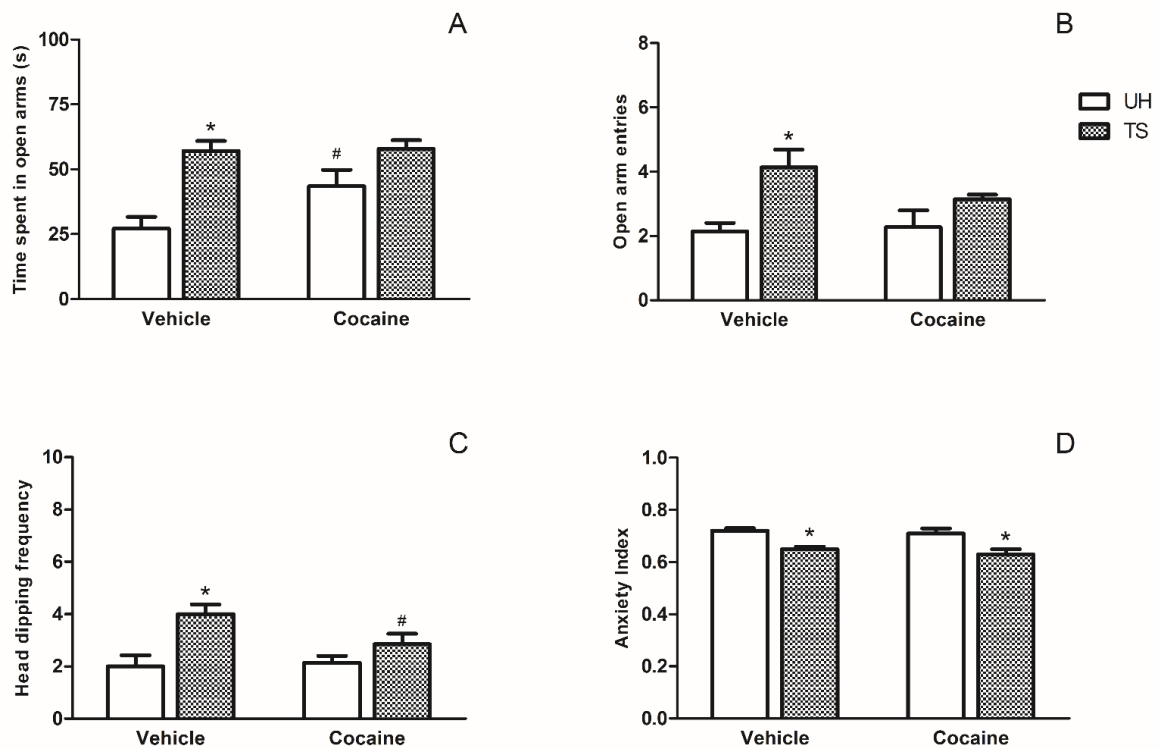 A
Time spent in open arms (s)
100
75
50
25
0
*
#
Vehicle
Cocaine
B
Open arm entries
8
6
4
2
0
*
Vehicle
Cocaine
UH
TS
C
Head dipping frequency
10
8
6
4
2
0
*
#
Vehicle
Cocaine
D
Anxiety Index
1.0
0.8
0.6
0.4
0.2
0.0
*
*
Vehicle
Cocaine